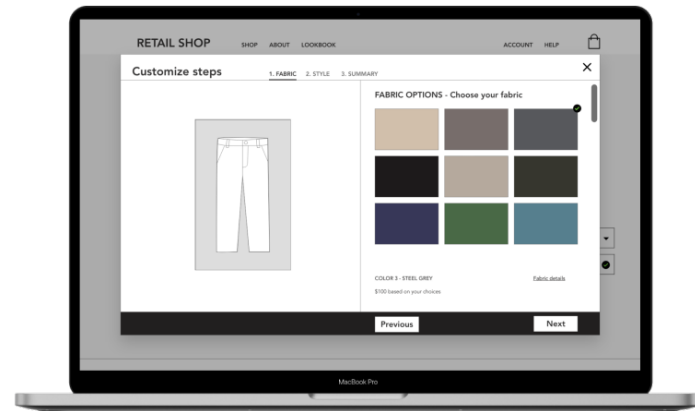 RETAIL SHOP SHOP ABOUT LOOKBOOK ACCOUNT HELP
Customize steps 1. FABRIC 2. STYLE 3. SUMMARY
FABRIC OPTIONS - Choose your fabric
COLOR 3 - STEEL GREY Fabric details
$100 based on your choices
Previous Next
MacBook Pro